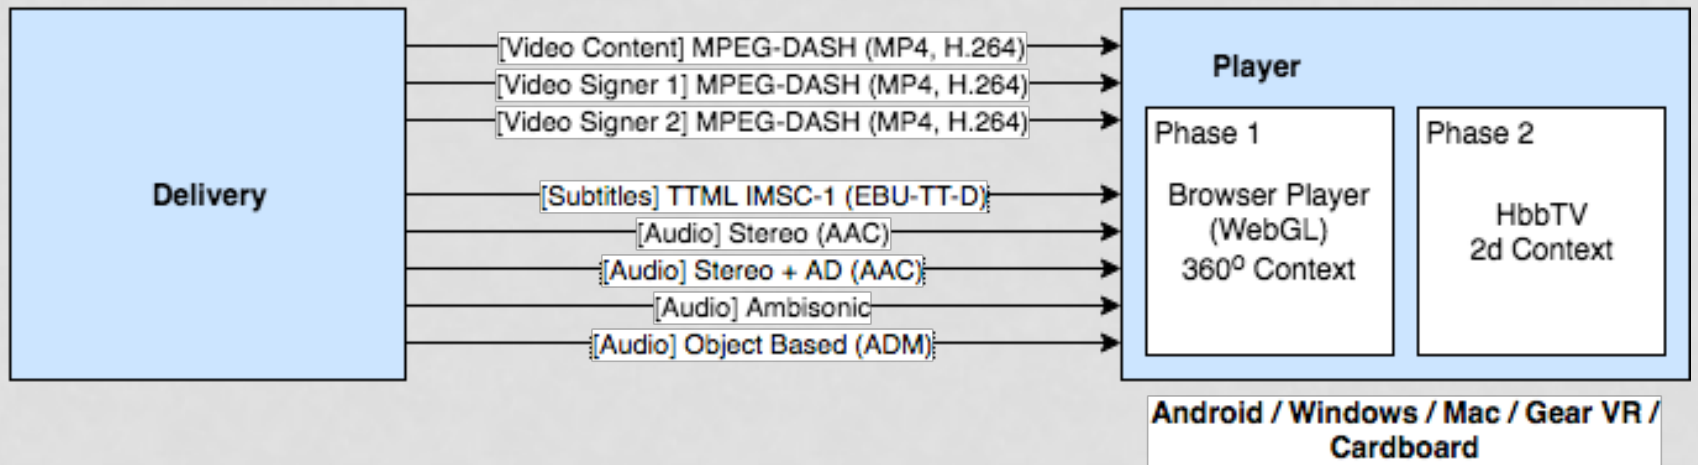 Delivery
[Video Content] MPEG-DASH (MP4, H.264)
[Video Signer 1] MPEG-DASH (MP4, H.264)
[Video Signer 2] MPEG-DASH (MP4, H.264)
[Subtitles] TTML IMSC-1 (EBU-TT-D)
[Audio] Stereo (AAC)
[Audio] Stereo + AD (AAC)
[Audio] Ambisonic
[Audio] Object Based (ADM)
Player
Phase 1
Browser Player
(WebGL)
360º Context
Phase 2
HbbTV
2d Context
Android / Windows / Mac / Gear VR /
Cardboard